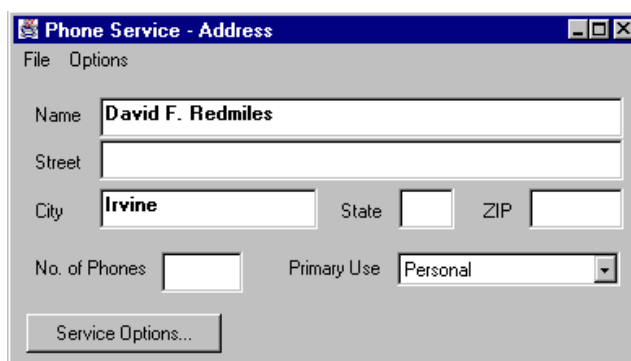 Phone Service - Address
File Options
Name David F. Redmiles
Street
City Irvine State ZIP
No. of Phones Primary Use Personal
Service Options...